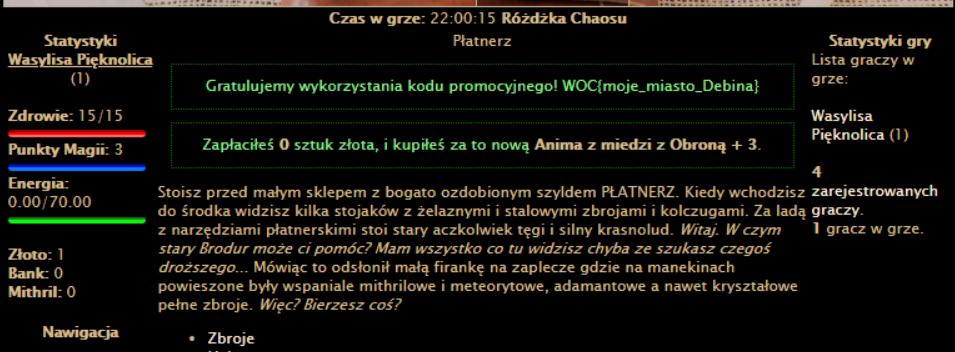 Czas w grze: 22:00:15 Różdżka Chaosu
Statystyki
Wasylisa Pięknolica
(1)
Zdrowie: 15/15
Punkty Magii: 3
Energia:
0.00/70.00
Złoto: 1
Bank: 0
Mithril: 0
Nawigacja
Płatnerz
Gratulujemy wykorzystania kodu promocyjnego! WOC{moje_miasto_Debina}
Zapłaciłeś 0 sztuk złota, i kupiłeś za to nową Anima z miedzi z Obroną + 3.
Stoisz przed małym sklepem z bogato ozdobionym szyldem PŁATNERZ. Kiedy wchodzisz
do środka widzisz kilka stojaków z żelaznymi i stalowymi zbrojami i kolczugami. Za ladą
z narzędziami płatnerskimi stoi stary aczkolwiek tęgi i silny krasnolud. Witaj. W czym
stary Brodur może ci pomóc? Mam wszystko co tu widzisz chyba ze szukasz czegoś
droższego... Mówiąc to odsłonił małą firankę na zaplecze gdzie na manekinach
powieszone były wspaniale mithrilowe i meteorytowe, adamantowe a nawet kryształowe
pełne zbroje. Więc? Bierzesz coś?
• Zbroje
Statystyki gry
Lista graczy w
grze:
Wasylisa
Pięknolica (1)
4
zarejestrowanych
graczy.
1 gracz w grze.